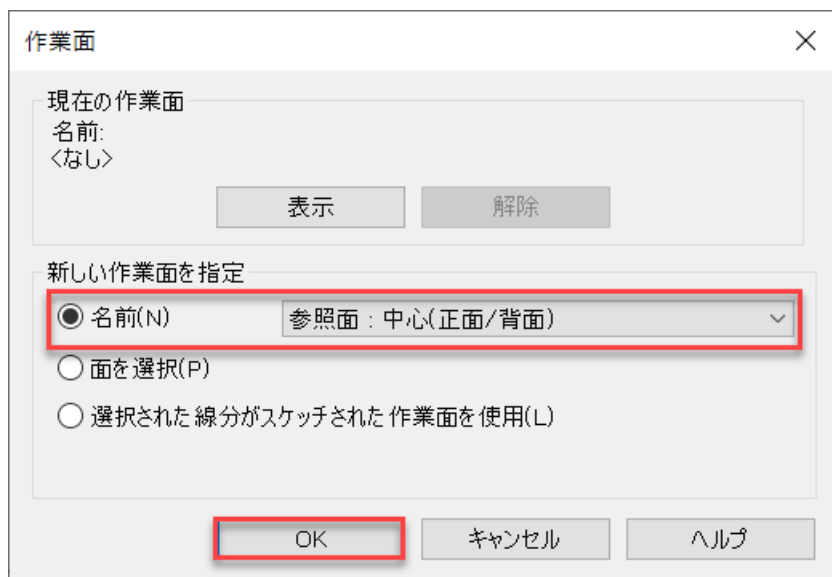 作業面
現在の作業面
名前:
<なし>
表示 解除
新しい作業面を指定
名前(N) 参照面 : 中心(正面/背面)
面を選択(P)
選択された線分がスケッチされた作業面を使用(L)
OK キャンセル ヘルプ